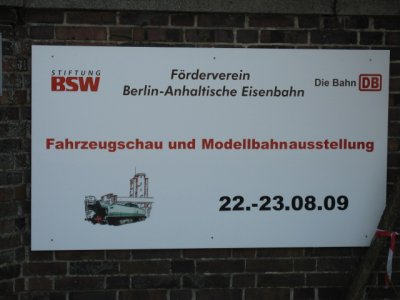 STIFTUNG
BSW
Förderverein
Berlin-Anhaltische Eisenbahn
Die Bahn DB
Fahrzeugschau und Modellbahnausstellung
22.-23.08.09